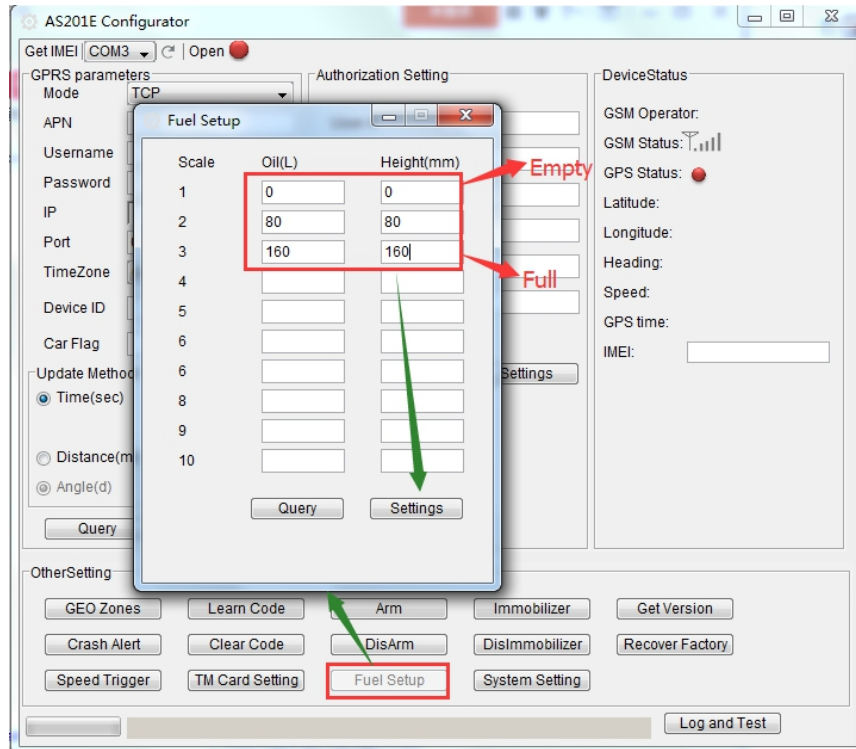 AS201E Configurator
Get IMEI COM3 Open
GPRS parameters
Mode TCP
APN
Username
Password
IP
Port
TimeZone
Device ID
Car Flag
Update Method
Time(sec)
Distance(m
Angle(d)
Query
Authorization Setting
Settings
Fuel Setup
Scale Oil(L) Height(mm)
1 0 0
2 80 80
3 160 160
4
5
6
6
8
9
10
Query Settings
Empty
Full
DeviceStatus
GSM Operator:
GSM Status:
GPS Status:
Latitude:
Longitude:
Heading:
Speed:
GPS time:
IMEI:
OtherSetting
GEO Zones Learn Code Arm Immobilizer Get Version
Crash Alert Clear Code DisArm DisImmobilizer Recover Factory
Speed Trigger TM Card Setting Fuel Setup System Setting
Log and Test